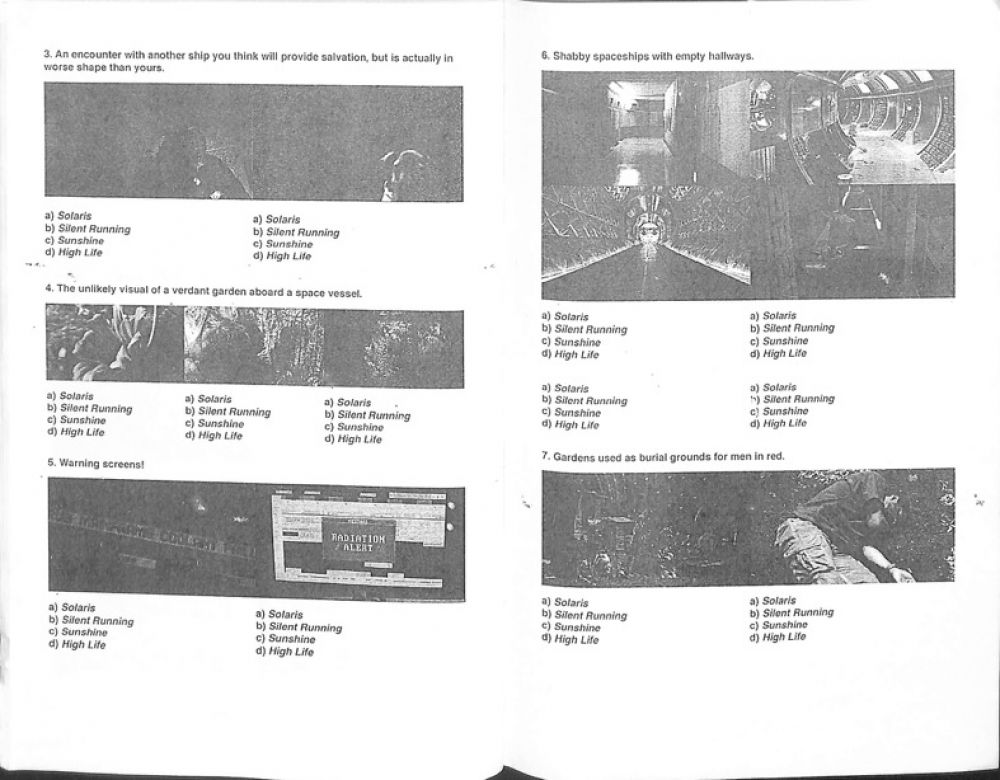 3. An encounter with another ship you think will provide salvation, but is actually in
worse shape than yours.
a) Solaris
b) Silent Running
c) Sunshine
d) High Life
a) Solaris
b) Silent Running
c) Sunshine
d) High Life
4. The unlikely visual of a verdant garden aboard a space vessel.
a) Solaris
b) Silent Running
c) Sunshine
d) High Life
a) Solaris
b) Silent Running
c) Sunshine
d) High Life
a) Solaris
b) Silent Running
c) Sunshine
d) High Life
5. Warning screens!
RADIATION
ALERT
a) Solaris
b) Silent Running
c) Sunshine
d) High Life
a) Solaris
b) Silent Running
c) Sunshine
d) High Life
6. Shabby spaceships with empty hallways.
a) Solaris
b) Silent Running
c) Sunshine
d) High Life
a) Solaris
b) Silent Running
c) Sunshine
d) High Life
a) Solaris
b) Silent Running
c) Sunshine
d) High Life
a) Solaris
b) Silent Running
c) Sunshine
d) High Life
7. Gardens used as burial grounds for men in red.
a) Solaris
b) Silent Running
c) Sunshine
d) High Life
a) Solaris
b) Silent Running
c) Sunshine
d) High Life